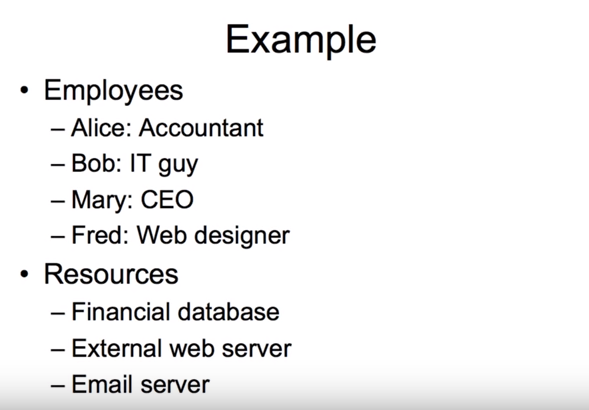 Example
• Employees
– Alice: Accountant
– Bob: IT guy
– Mary: CEO
– Fred: Web designer
• Resources
– Financial database
– External web server
– Email server